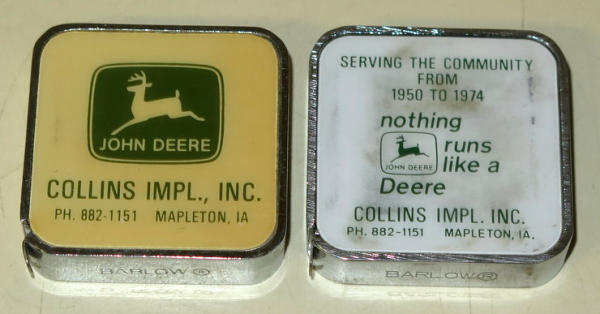 JOHN DEERE
COLLINS IMPL., INC.
PH. 882-1151 MAPLETON, IA
BARLOW®
SERVING THE COMMUNITY
FROM
1950 TO 1974
nothing
JOHN DEERE
runs
like a
Deere
COLLINS IMPL. INC.
PH. 882-1151 MAPLETON, IA.
BARLOW®